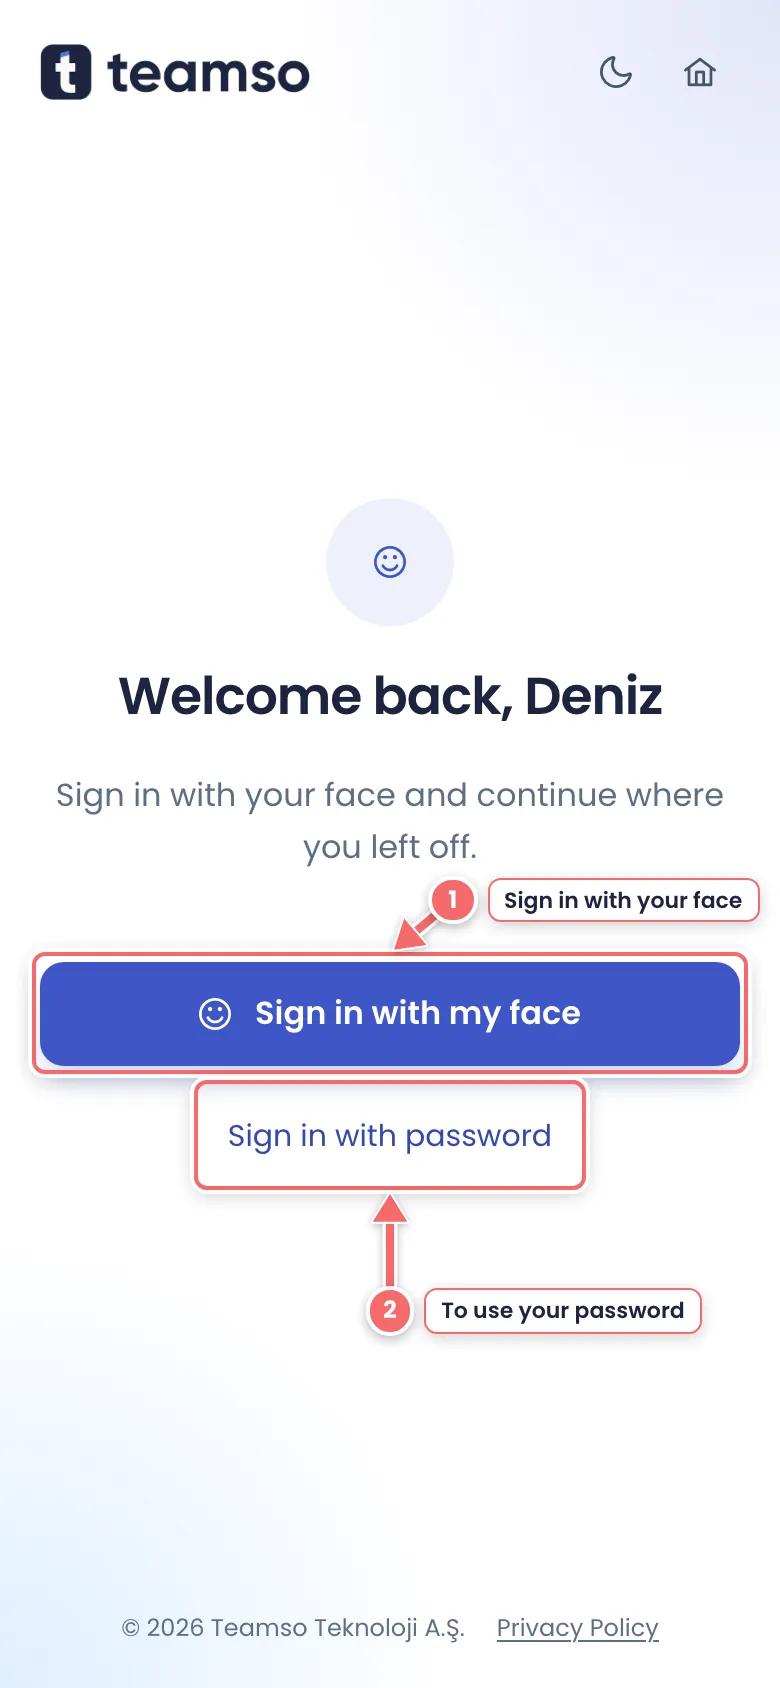 teamso
Welcome back, Deniz
Sign in with your face and continue where
you left off.
1 Sign in with your face
Sign in with my face
Sign in with password
2 To use your password
© 2026 Teamso Teknoloji A.Ş. Privacy Policy